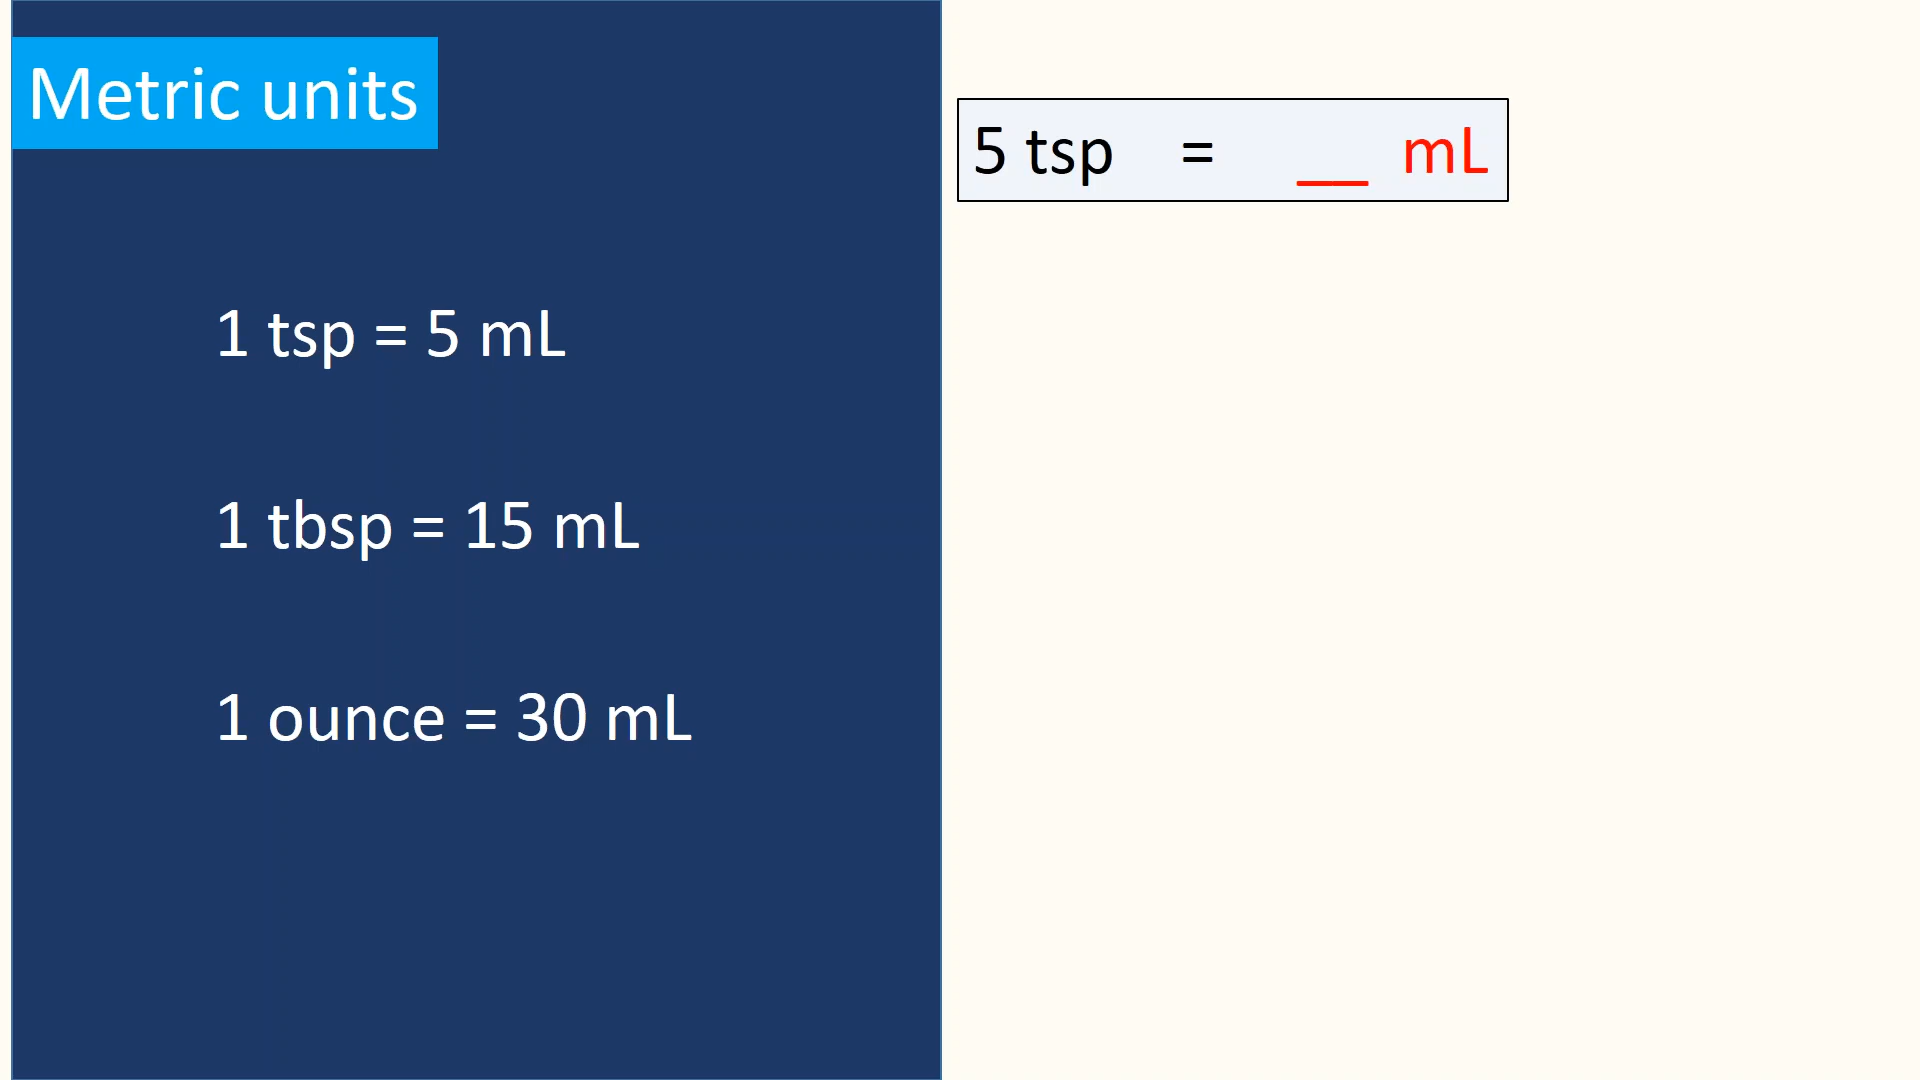 Metric units
1 tsp = 5 mL
1 tbsp = 15 mL
1 ounce = 30 mL
5 tsp = __ mL